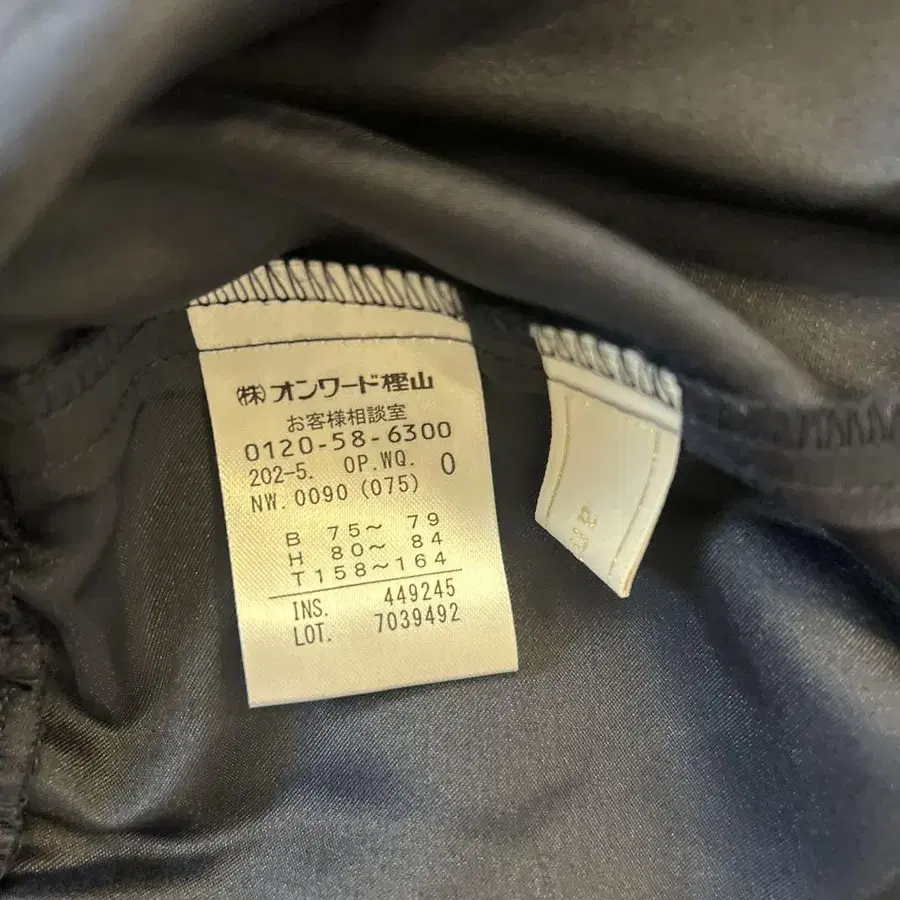 ㈱オンワード樫山
お客様相談室
0120-58-6300
202-5. OP.WQ. 0
NW.0090(075)
B 75～ 79
H 80～ 84
T158～164
INS. 449245
LOT. 7039492